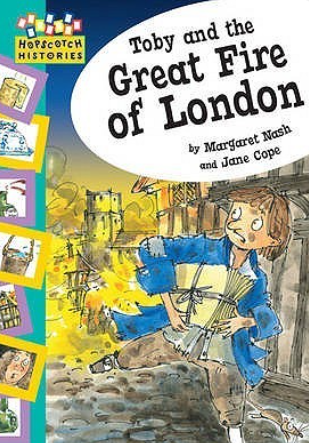 HOPSCOTCH
HISTORIES
Toby and the
Great Fire
of London
by Margaret Nash
and Jane Cope